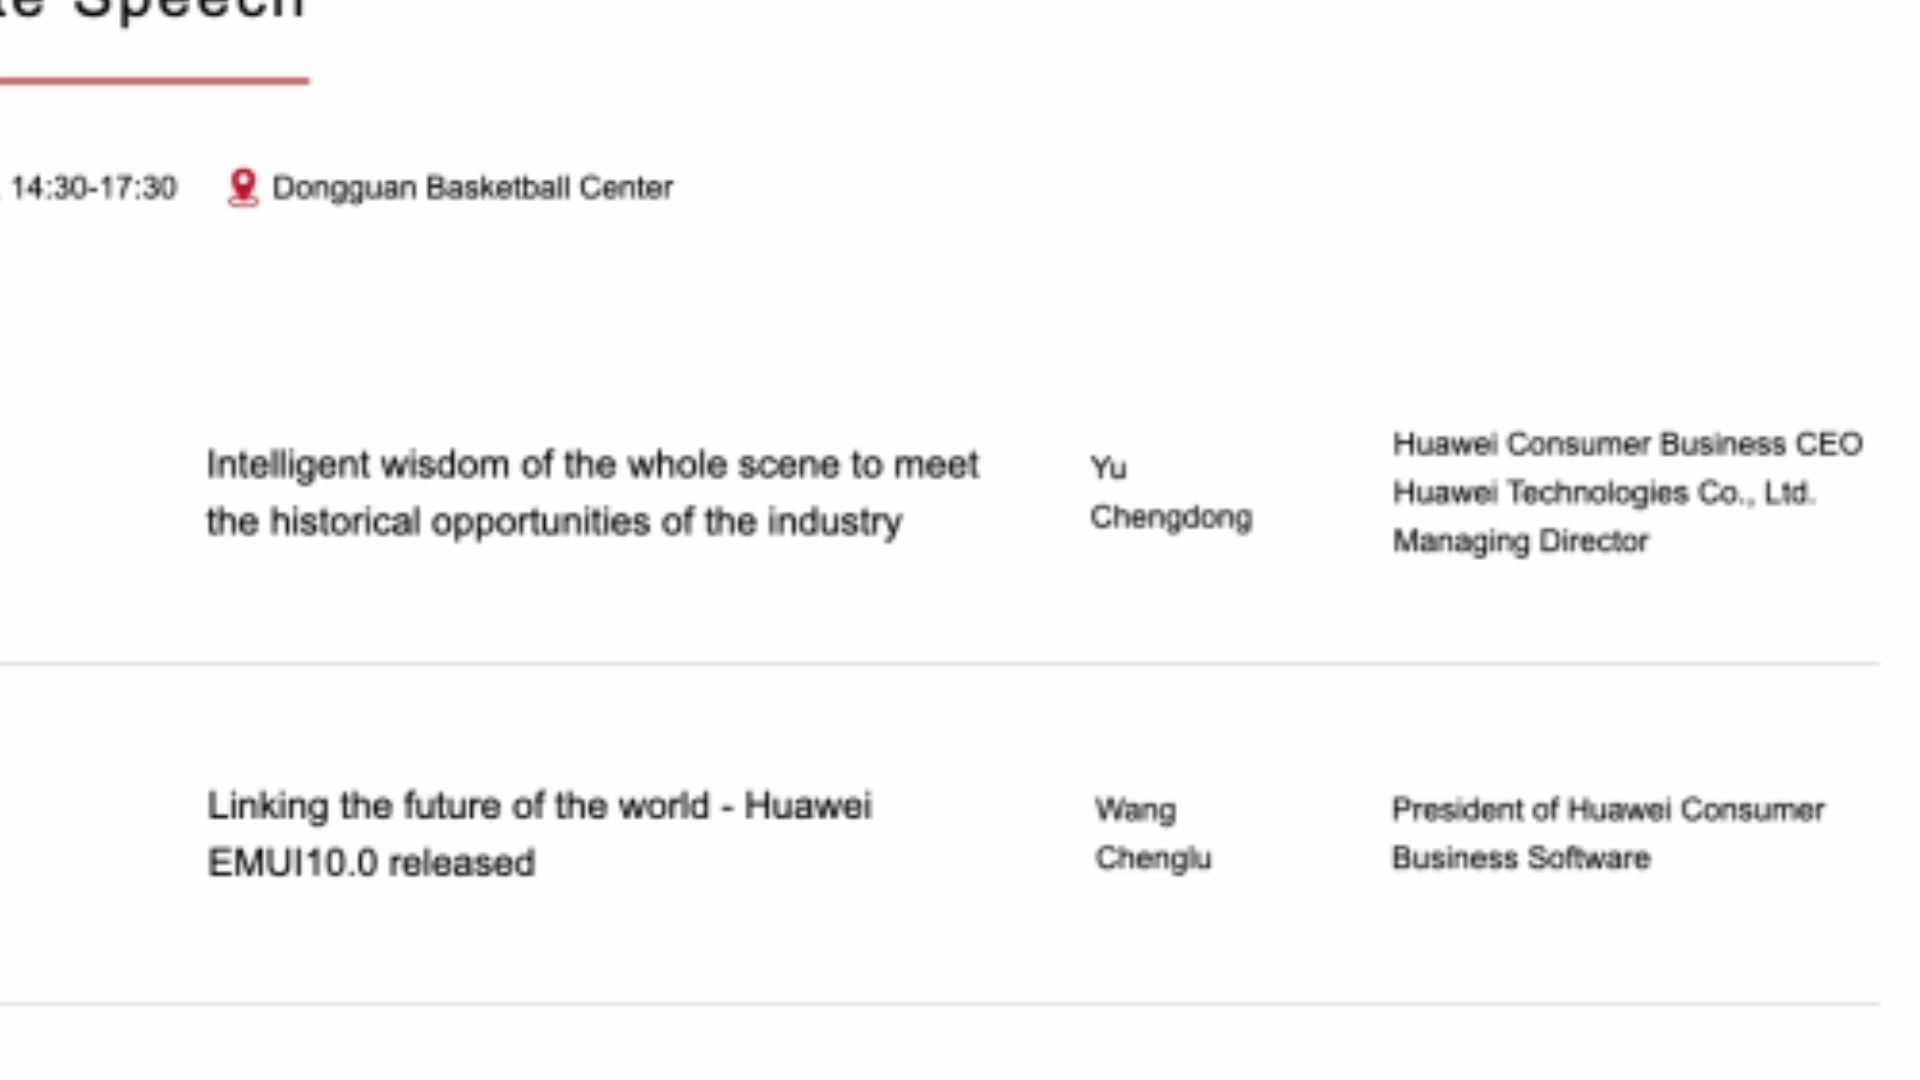 Speech
14:30-17:30 Dongguan Basketball Center
Intelligent wisdom of the whole scene to meet
the historical opportunities of the industry
Yu
Chengdong
Huawei Consumer Business CEO
Huawei Technologies Co., Ltd.
Managing Director
Linking the future of the world - Huawei
EMUI10.0 released
Wang
Chenglu
President of Huawei Consumer
Business Software